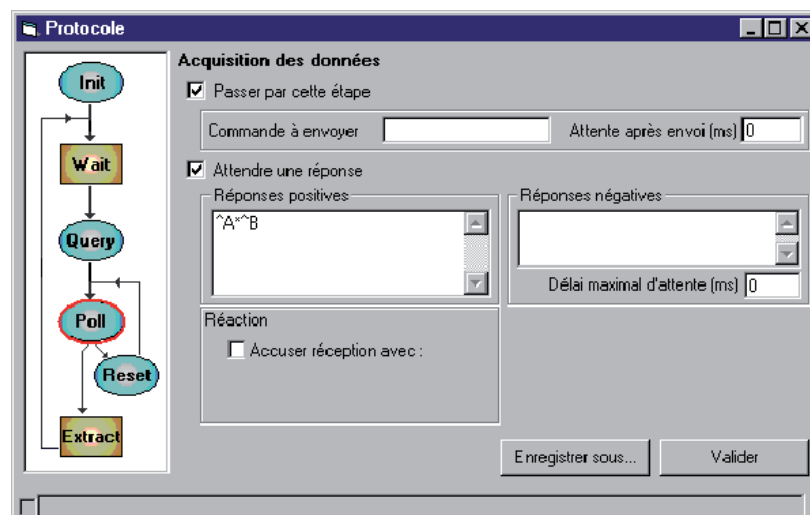 Protocole
Init
Wait
Query
Poll
Reset
Extract
Acquisition des données
Passer par cette étape
Commande à envoyer
Attente après envoi (ms) 0
Attendre une réponse
Réponses positives
^A*^B
Réponses négatives
Délai maximal d'attente (ms) 0
Réaction
Accuser réception avec :
Enregistrer sous...
Valider